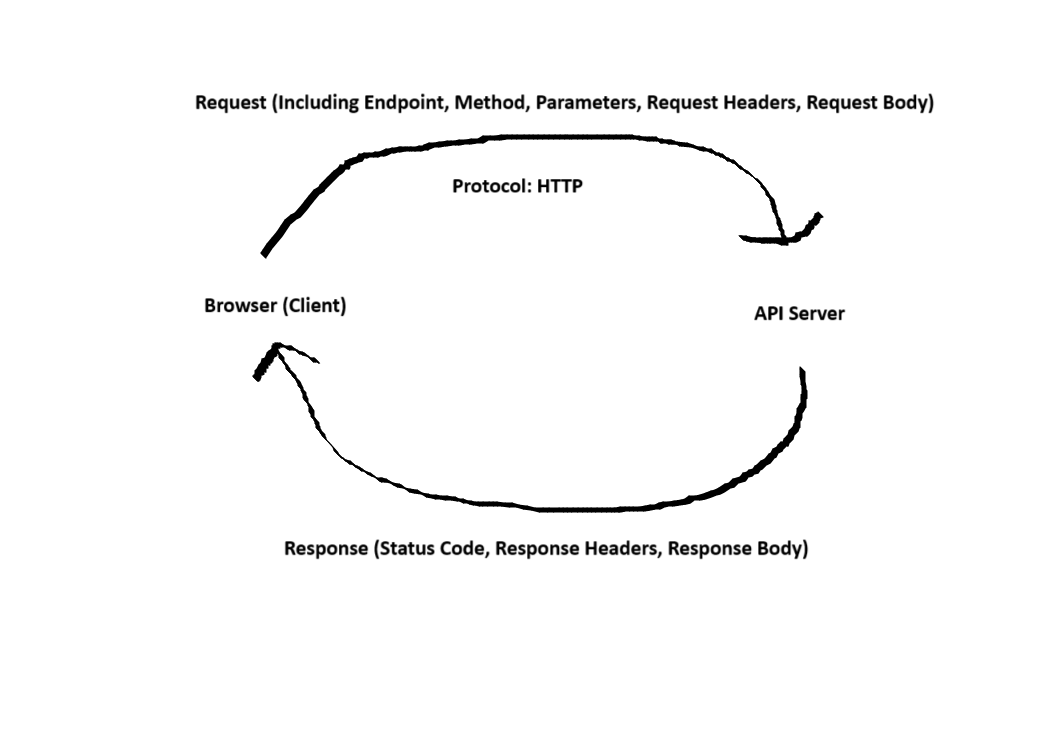 Request (Including Endpoint, Method, Parameters, Request Headers, Request Body)
Protocol: HTTP
Browser (Client)
API Server
Response (Status Code, Response Headers, Response Body)